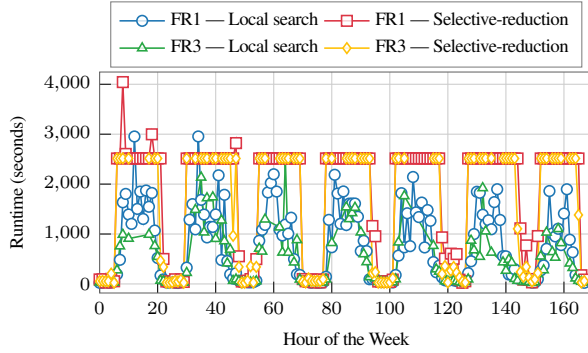 FR1 — Local search FR1 — Selective-reduction
FR3 — Local search FR3 — Selective-reduction
4,000
3,000
2,000
1,000
0
Runtime (seconds)
0 20 40 60 80 100 120 140 160
Hour of the Week